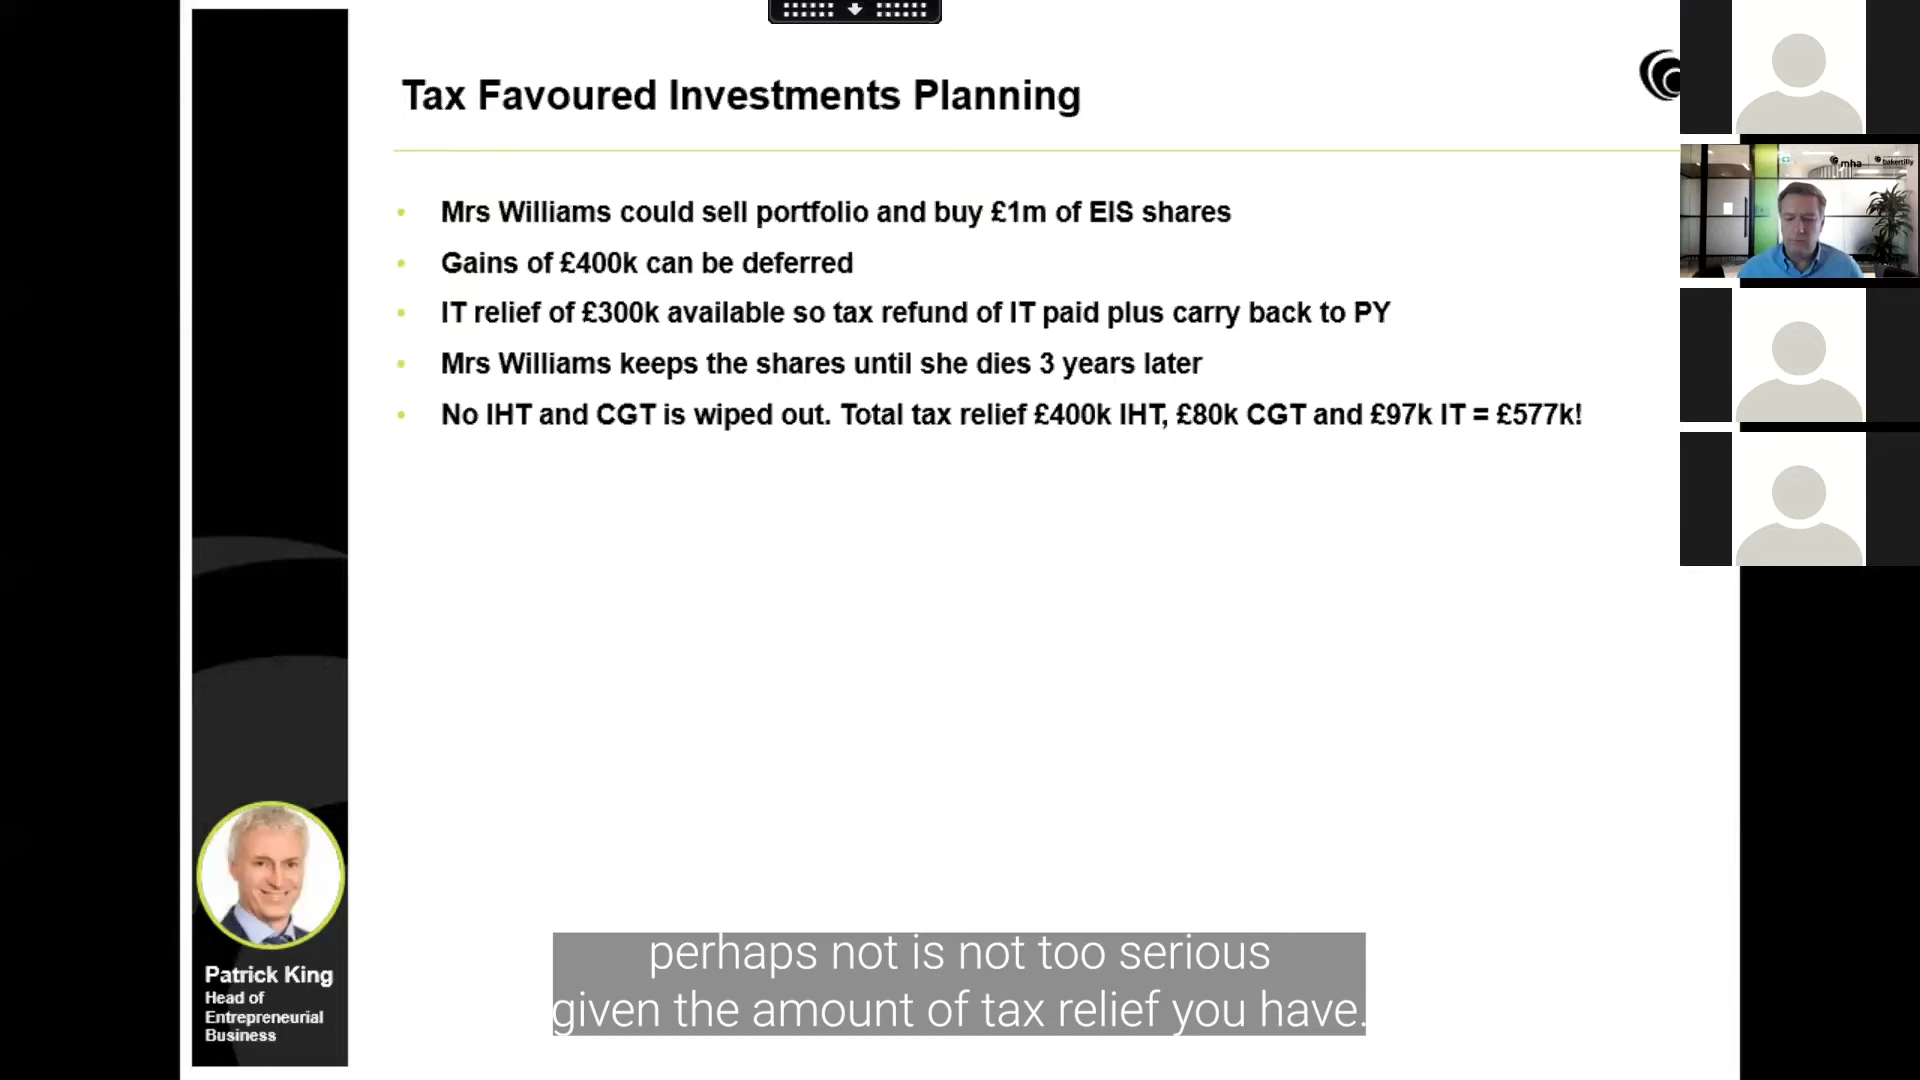 Tax Favoured Investments Planning
Mrs Williams could sell portfolio and buy £1m of EIS shares
Gains of £400k can be deferred
IT relief of £300k available so tax refund of IT paid plus carry back to PY
Mrs Williams keeps the shares until she dies 3 years later
No IHT and CGT is wiped out. Total tax relief £400k IHT, £80k CGT and £97k IT = £577k!
mha
bakertilly
Patrick King
Head of
Entrepreneurial
Business
perhaps not is not too serious
given the amount of tax relief you have.